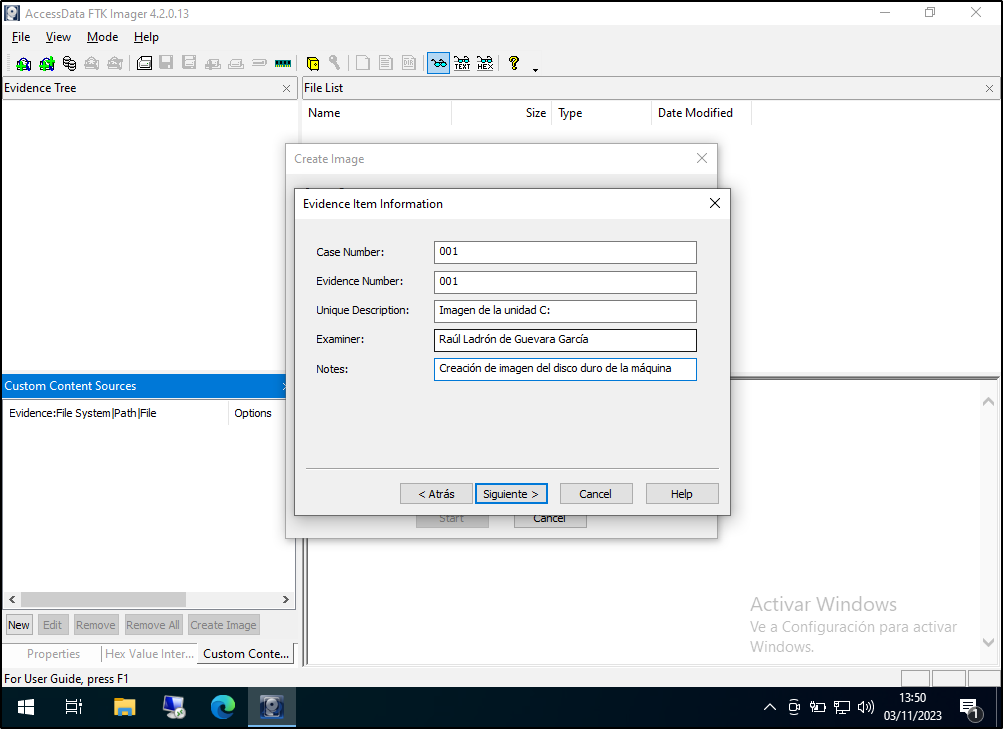 AccessData FTK Imager 4.2.0.13
File View Mode Help
TEXT HEX
Evidence Tree
File List
Name Size Type Date Modified
Create Image
Evidence Item Information
Case Number: 001
Evidence Number: 001
Unique Description: Imagen de la unidad C:
Examiner: Raúl Ladrón de Guevara García
Notes: Creación de imagen del disco duro de la máquina
< Atrás Siguiente > Cancel Help
Start Cancel
Custom Content Sources
Evidence:File System|Path|File Options
New Edit Remove Remove All Create Image
Properties Hex Value Inter... Custom Conte...
Activar Windows
Ve a Configuración para activar
Windows.
For User Guide, press F1
13:50
03/11/2023
1